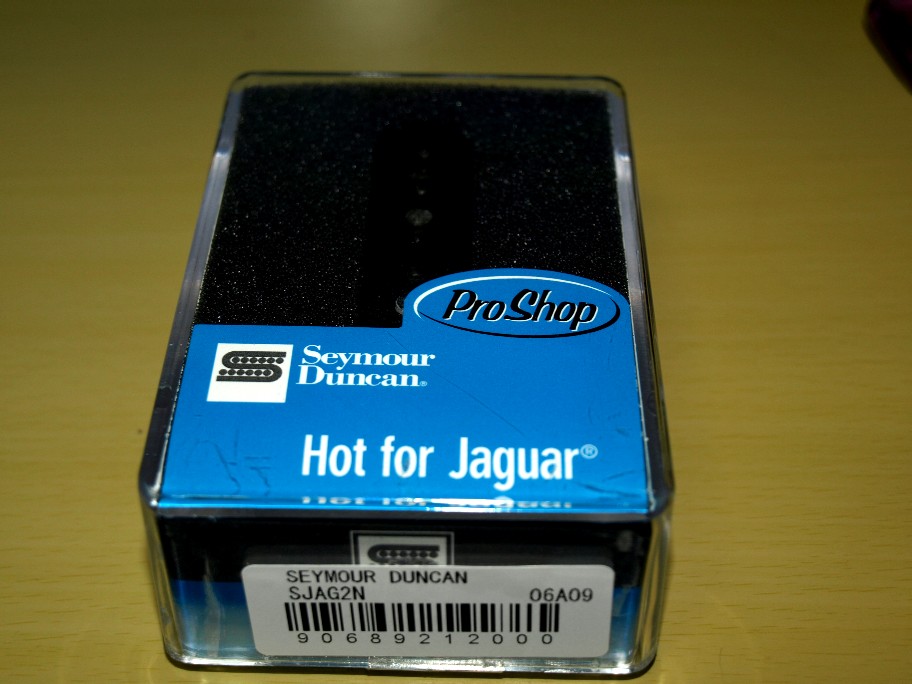 ProShop
Seymour
Duncan®
Hot for Jaguar®
SEYMOUR DUNCAN
SJAG2N 06A09
90689212000